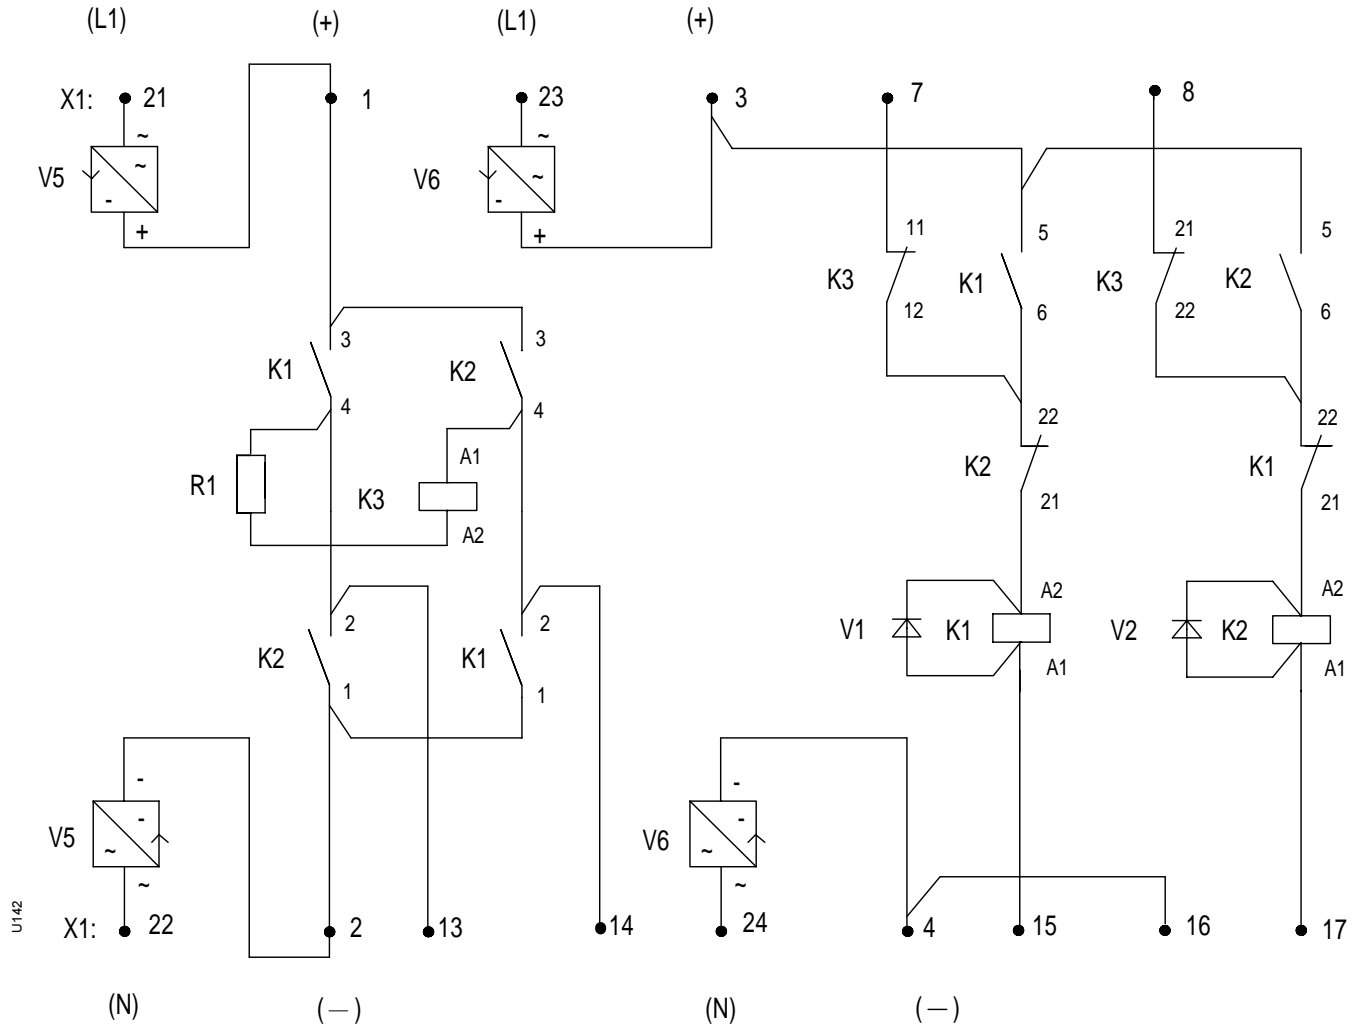 (L1) (+) (L1) (+)
X1: 21 1 23 3 7 8
~ ~
V5 ~ - V6 ~ -
+ +
11 5 21 5
K3 K1 K3 K2
12 6 22 6
3 3
K1 K2
4 4
22 22
K2 K1
21 21
A1
R1 K3
A2
A2 A2
2 2
V1 K1 V2 K2
K2 K1
A1 A1
1 1
- -
V5 - ~ V6 - ~
~ ~
X1: 22 2 13 14 24 4 15 16 17
U142
(N) (—) (N) (—)